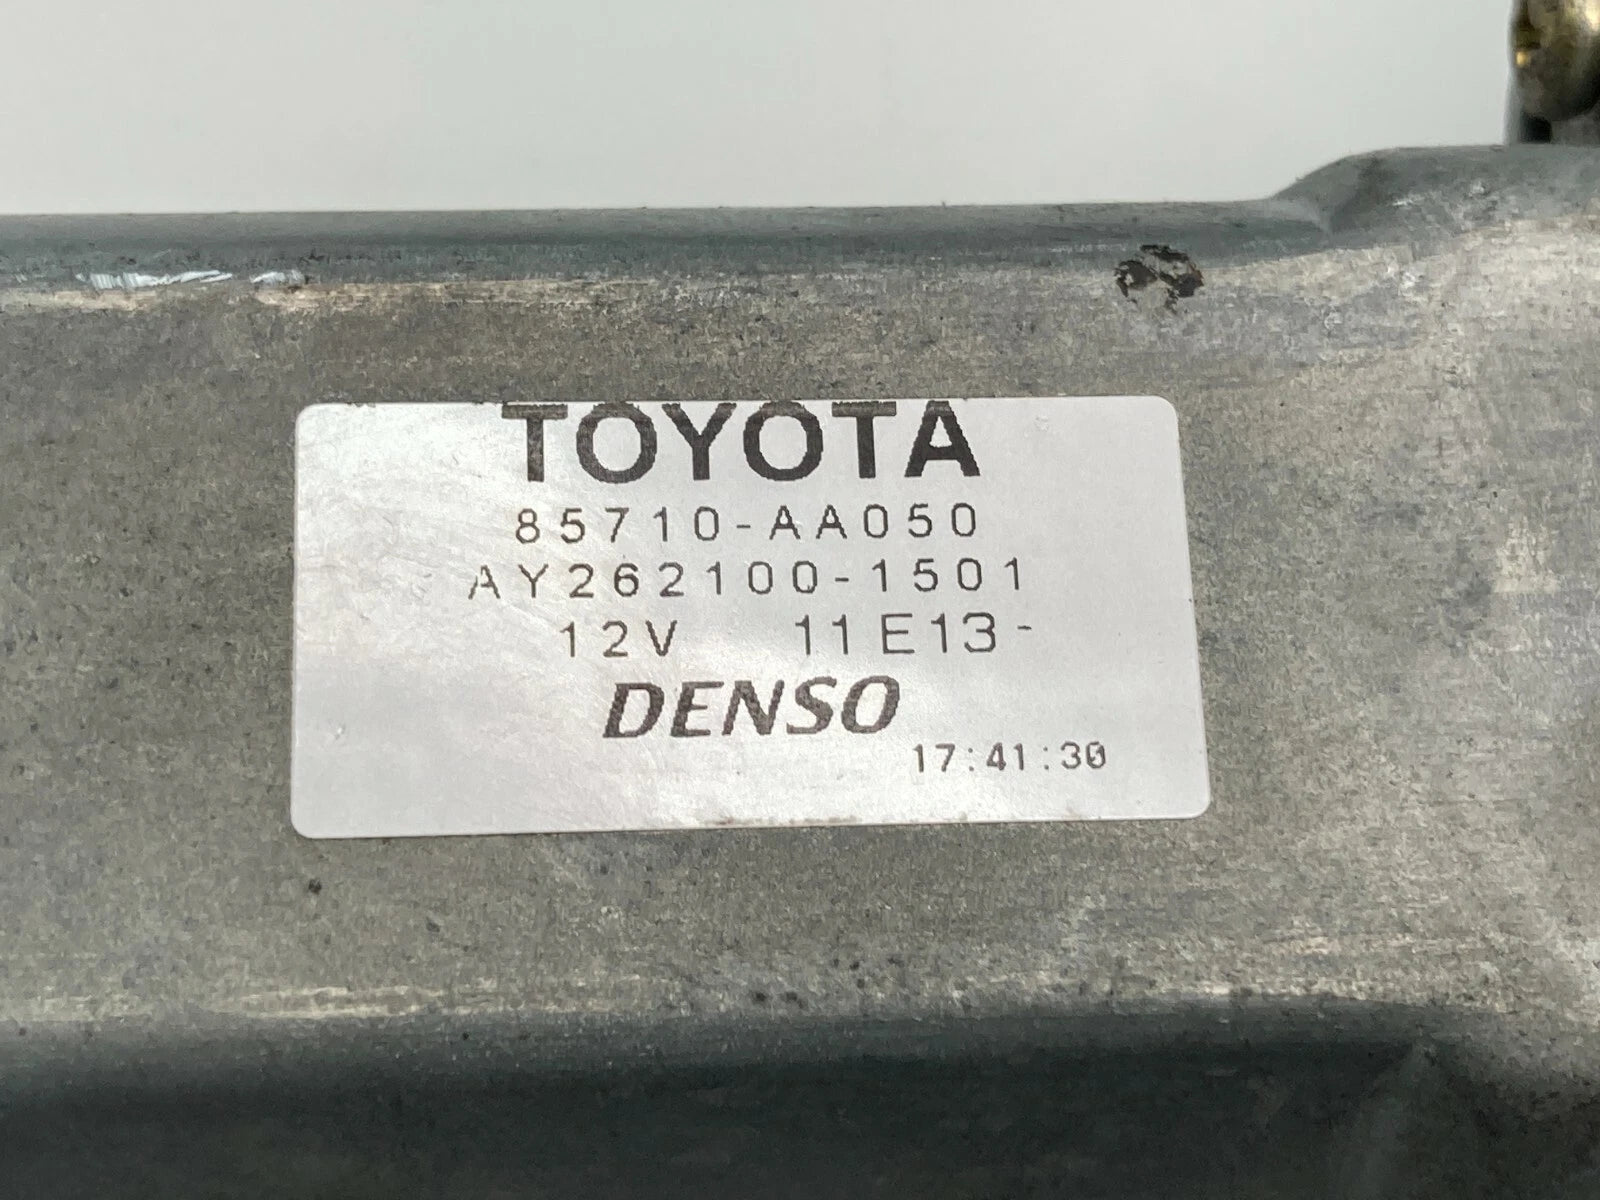 TOYOTA
85710-AA050
AY262100-1501
12V 11E13-
DENSO
17:41:30